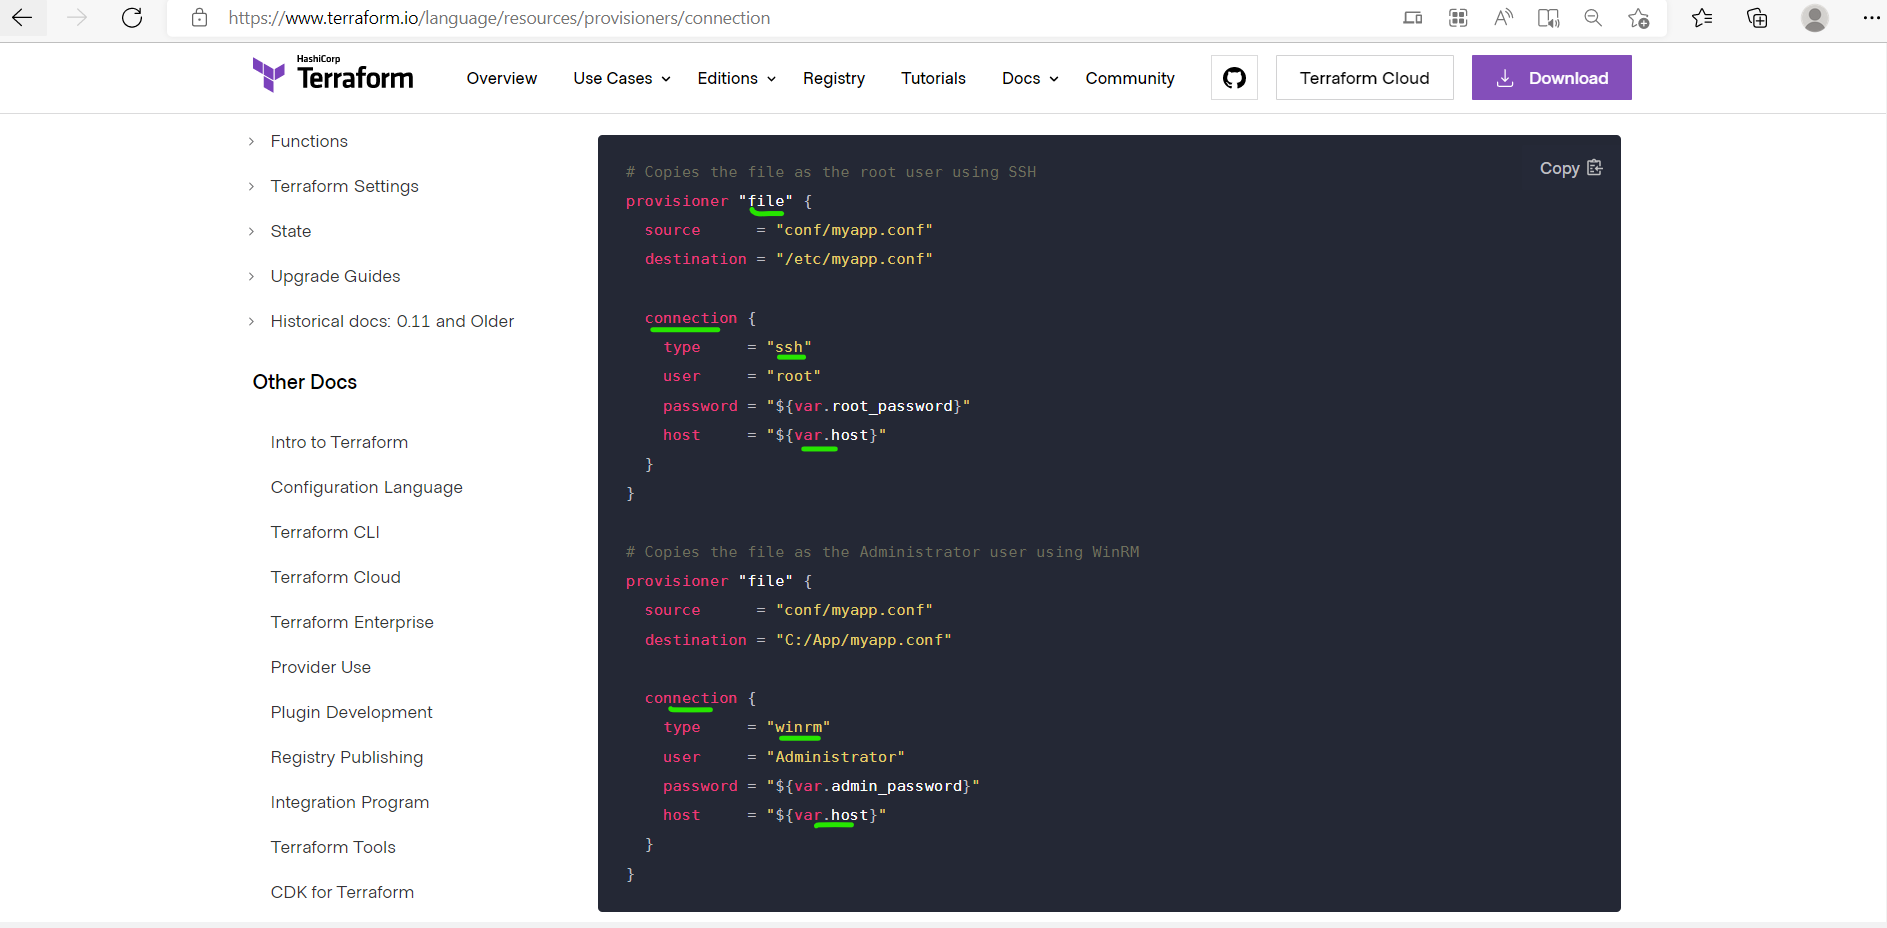 https://www.terraform.io/language/resources/provisioners/connection
HashiCorp
Terraform
Overview
Use Cases
Editions
Registry
Tutorials
Docs
Community
Terraform Cloud
Download
Functions
Terraform Settings
State
Upgrade Guides
Historical docs: 0.11 and Older
Other Docs
Intro to Terraform
Configuration Language
Terraform CLI
Terraform Cloud
Terraform Enterprise
Provider Use
Plugin Development
Registry Publishing
Integration Program
Terraform Tools
CDK for Terraform
Copy
# Copies the file as the root user using SSH
provisioner "file" {
  source      = "conf/myapp.conf"
  destination = "/etc/myapp.conf"
  connection {
    type     = "ssh"
    user     = "root"
    password = "${var.root_password}"
    host     = "${var.host}"
  }
}
# Copies the file as the Administrator user using WinRM
provisioner "file" {
  source      = "conf/myapp.conf"
  destination = "C:/App/myapp.conf"
  connection {
    type     = "winrm"
    user     = "Administrator"
    password = "${var.admin_password}"
    host     = "${var.host}"
  }
}